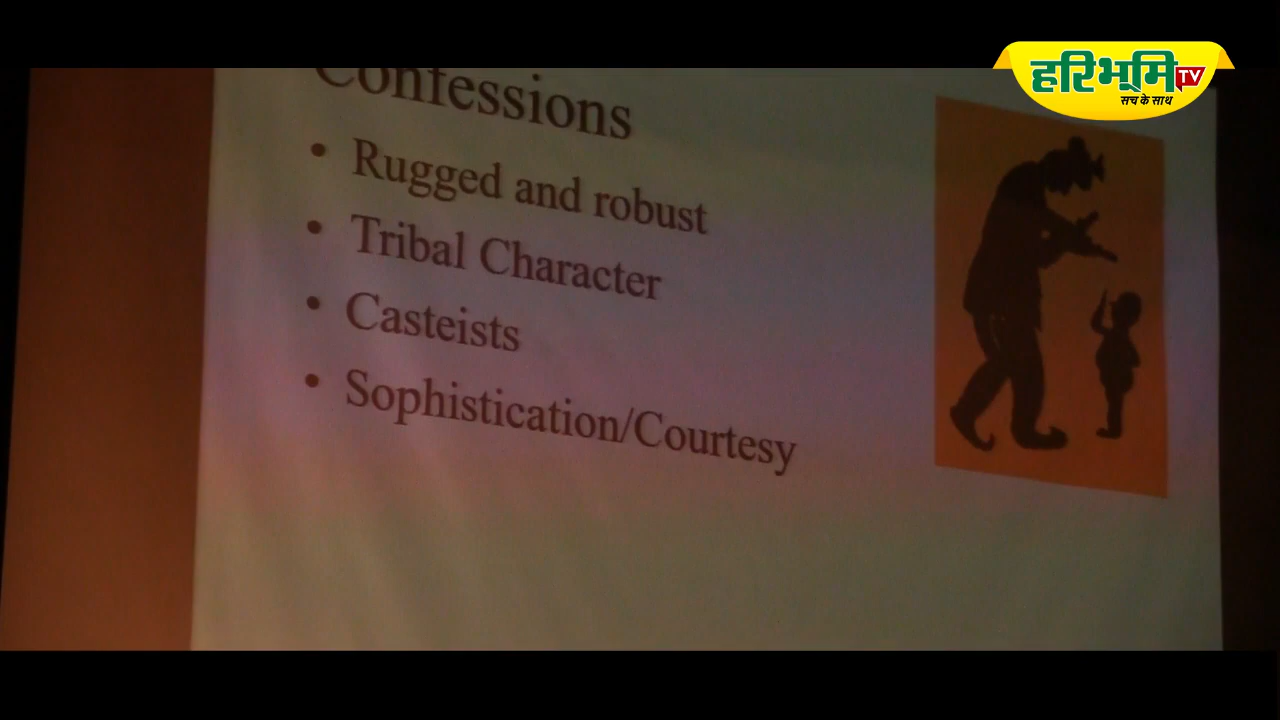 हरिभूमि TV
सच के साथ
Confessions
• Rugged and robust
• Tribal Character
• Casteists
• Sophistication/Courtesy